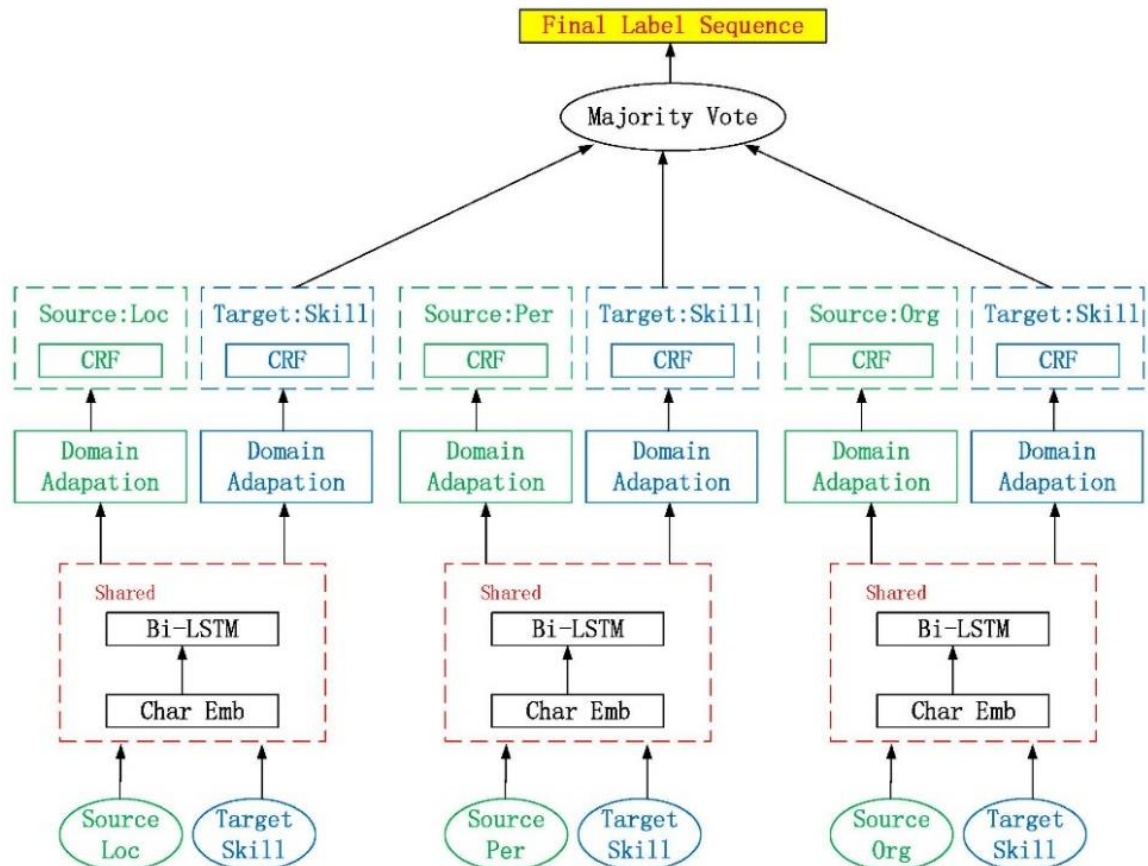 Final Label Sequence
Majority Vote
Source:Loc
Target:Skill
Source:Per
Target:Skill
Source:Org
Target:Skill
CRF
CRF
CRF
CRF
CRF
CRF
Domain
Adapation
Domain
Adapation
Domain
Adapation
Domain
Adapation
Domain
Adapation
Domain
Adapation
Shared
Bi-LSTM
Char Emb
Shared
Bi-LSTM
Char Emb
Shared
Bi-LSTM
Char Emb
Source
Loc
Target
Skill
Source
Per
Target
Skill
Source
Org
Target
Skill